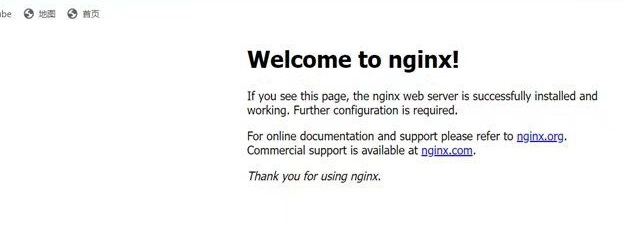 be 地图 首页
Welcome to nginx!
If you see this page, the nginx web server is successfully installed and
working. Further configuration is required.
For online documentation and support please refer to nginx.org.
Commercial support is available at nginx.com.
Thank you for using nginx.